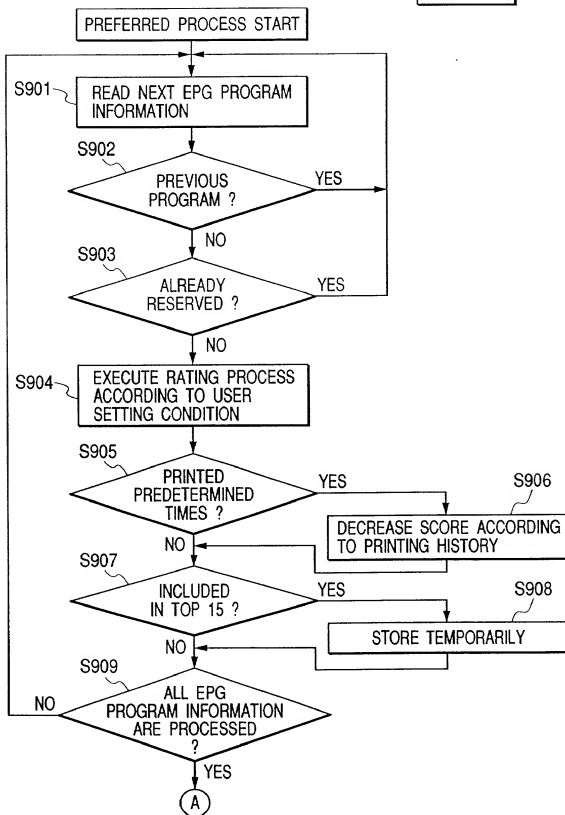 PREFERRED PROCESS START
S901
READ NEXT EPG PROGRAM
INFORMATION
S902
PREVIOUS
PROGRAM ?
YES
NO
S903
ALREADY
RESERVED ?
YES
NO
S904
EXECUTE RATING PROCESS
ACCORDING TO USER
SETTING CONDITION
S905
PRINTED
PREDETERMINED
TIMES ?
YES
S906
DECREASE SCORE ACCORDING
TO PRINTING HISTORY
NO
S907
INCLUDED
IN TOP 15 ?
YES
S908
STORE TEMPORARILY
NO
S909
ALL EPG
PROGRAM INFORMATION
ARE PROCESSED
?
NO
YES
A